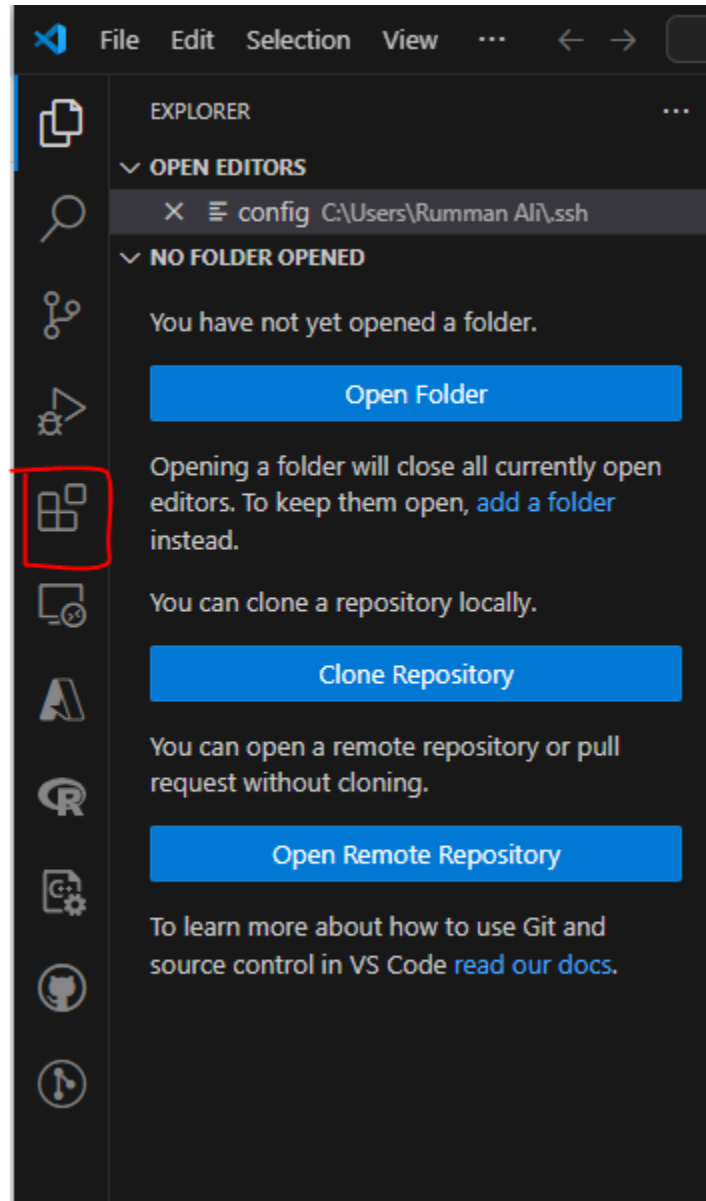 File Edit Selection View ...
EXPLORER ...
OPEN EDITORS
config C:\Users\Rumman Ali\.ssh
NO FOLDER OPENED
You have not yet opened a folder.
Open Folder
Opening a folder will close all currently open
editors. To keep them open, add a folder
instead.
You can clone a repository locally.
Clone Repository
You can open a remote repository or pull
request without cloning.
Open Remote Repository
R
C++
To learn more about how to use Git and
source control in VS Code read our docs.